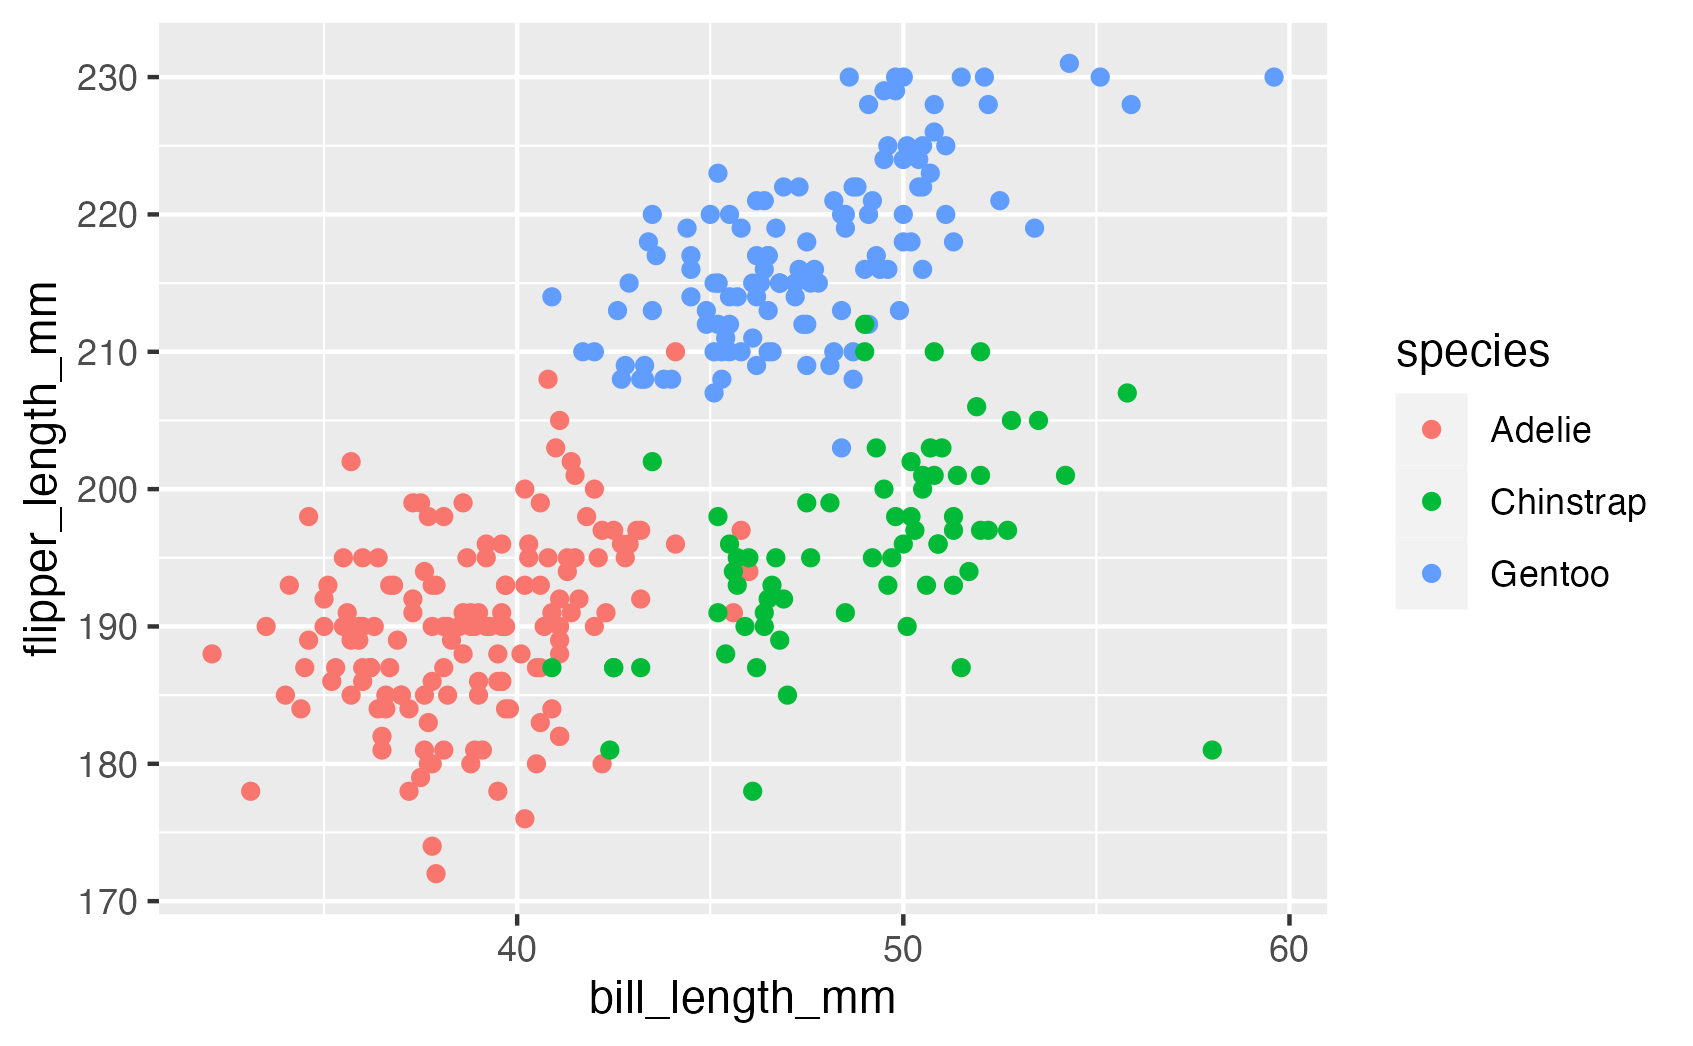 flipper_length_mm
230
220
210
200
190
180
170
40 50 60
bill_length_mm
species
Adelie
Chinstrap
Gentoo